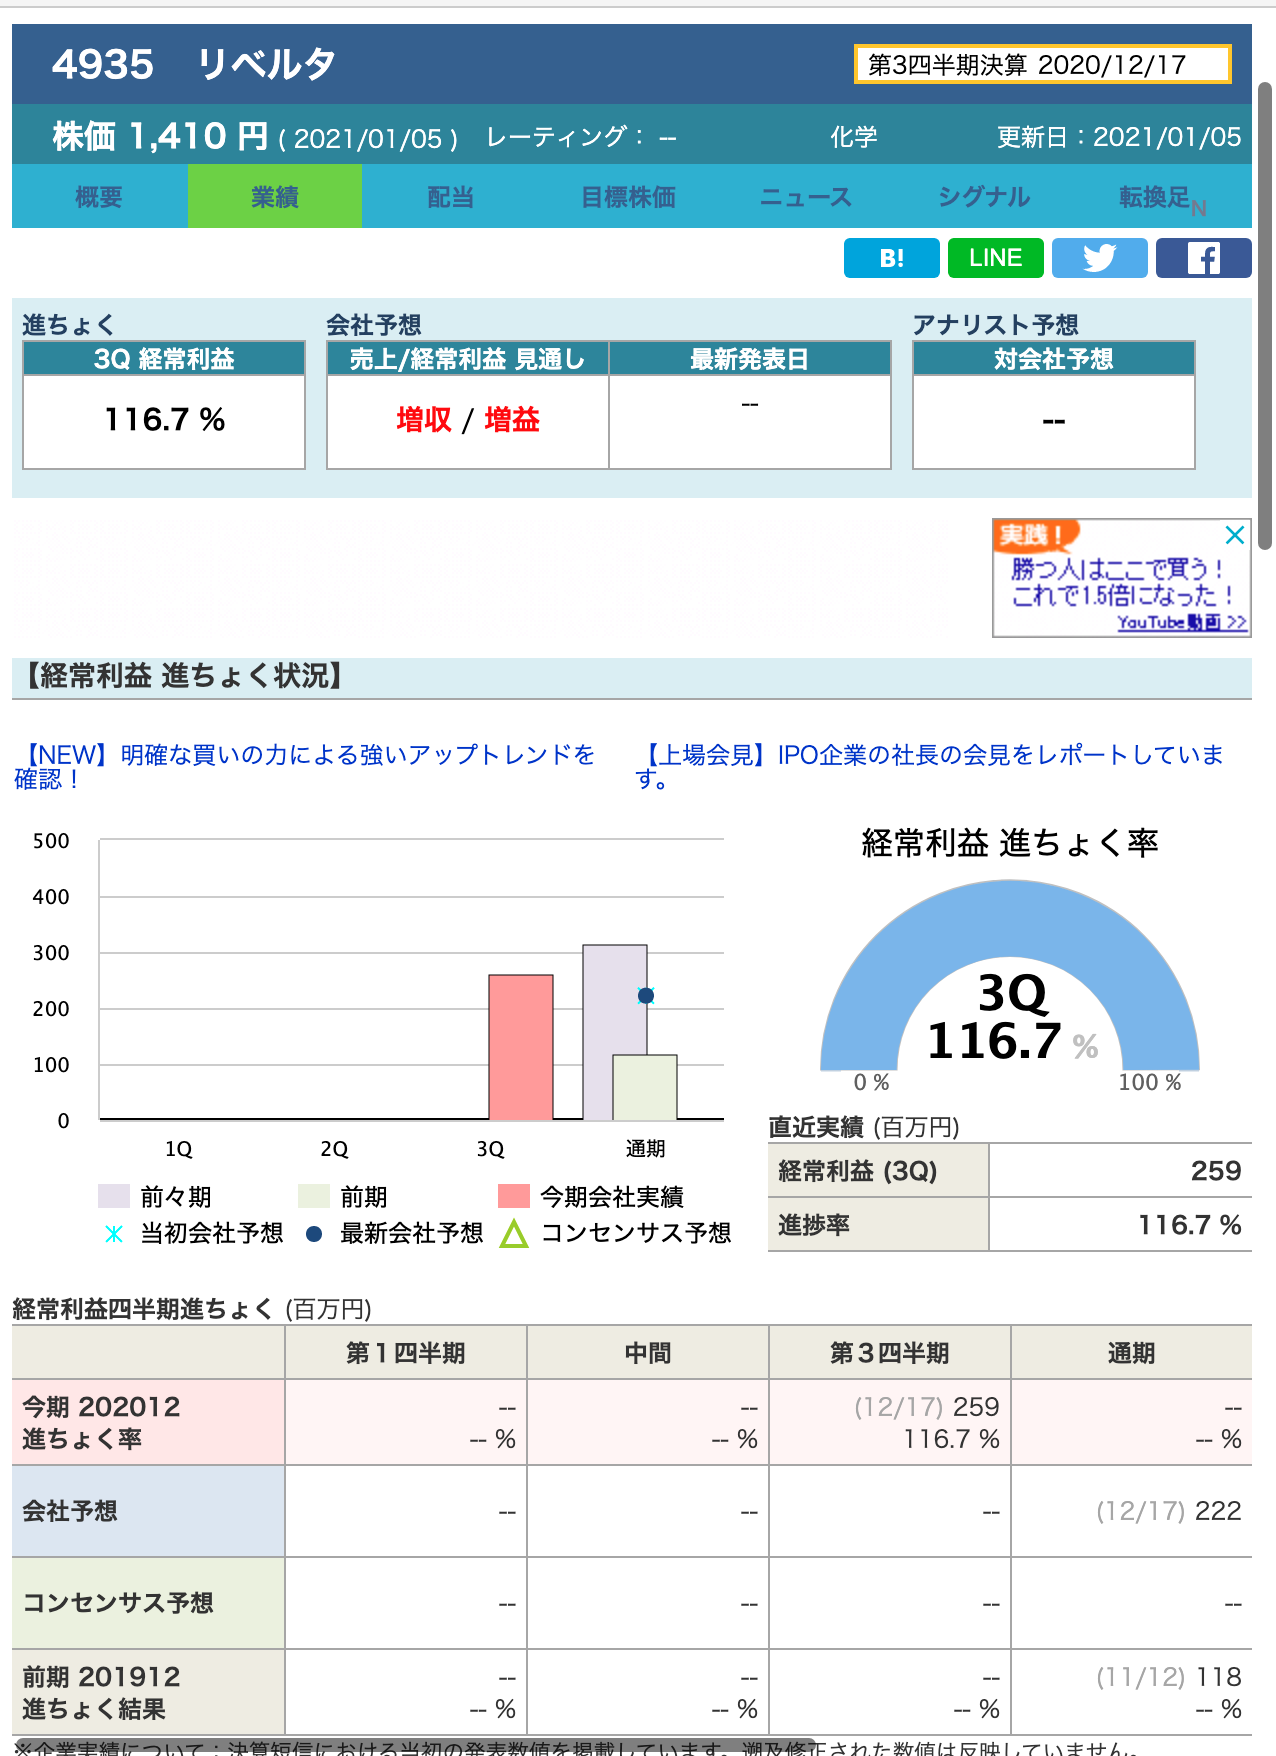 4935 リベルタ
第3四半期決算 2020/12/17
株価 1,410 円 ( 2021/01/05 ) レーティング： -- 化学 更新日：2021/01/05
概要 業績 配当 目標株価 ニュース シグナル 転換足N
B! LINE
進ちょく 会社予想 アナリスト予想
3Q 経常利益 売上/経常利益 見通し 最新発表日 対会社予想
116.7 % 増収 / 増益 -- --
実践！
勝つ人はここで買う！
これで1.5倍になった！
YouTube動画 >>
【経常利益 進ちょく状況】
【NEW】明確な買いの力による強いアップトレンドを
確認！
【上場会見】IPO企業の社長の会見をレポートしていま
す。
500
400
300
200
100
0
1Q 2Q 3Q 通期
前々期 前期 今期会社実績
当初会社予想 最新会社予想 コンセンサス予想
経常利益 進ちょく率
3Q
116.7 %
0 % 100 %
直近実績 (百万円)
経常利益 (3Q) 259
進捗率 116.7 %
経常利益四半期進ちょく (百万円)
第１四半期 中間 第３四半期 通期
今期 202012 -- -- (12/17) 259 --
進ちょく率 -- % -- % 116.7 % -- %
会社予想 -- -- -- (12/17) 222
コンセンサス予想 -- -- -- --
前期 201912 -- -- -- (11/12) 118
進ちょく結果 -- % -- % -- % -- %
※企業実績について：決算短信における当初の発表数値を掲載しています。遡及修正された数値は反映していません。